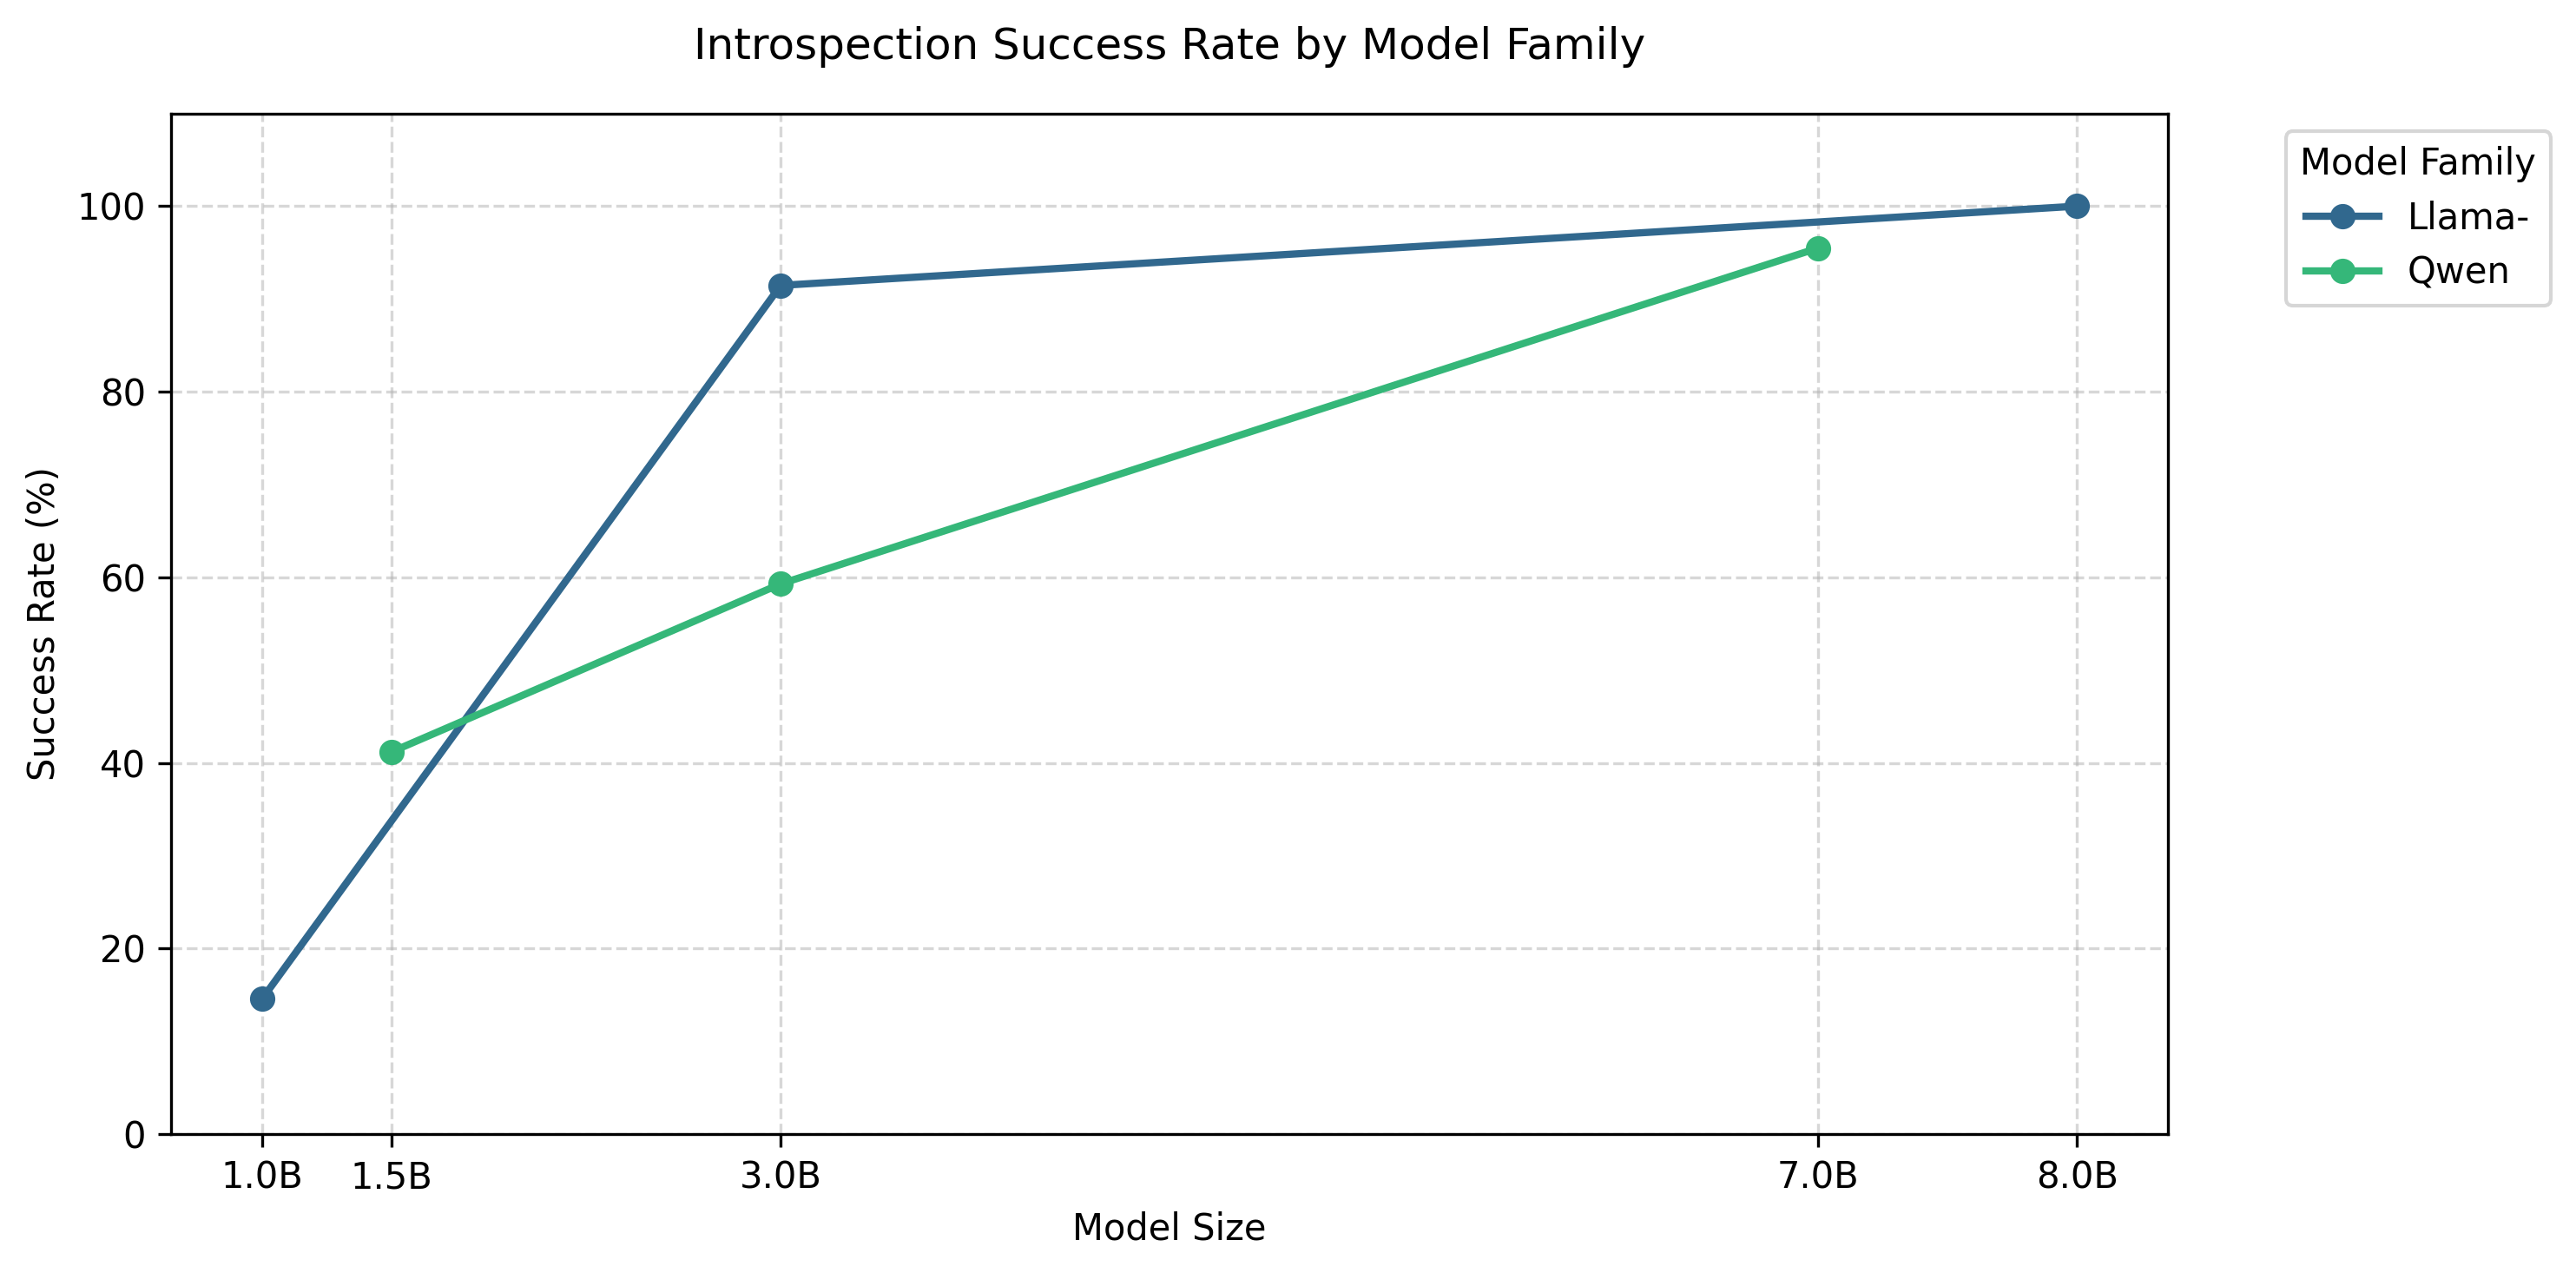 Introspection Success Rate by Model Family
Success Rate (%)
100
80
60
40
20
0
1.0B 1.5B 3.0B 7.0B 8.0B
Model Size
Model Family
Llama-
Qwen